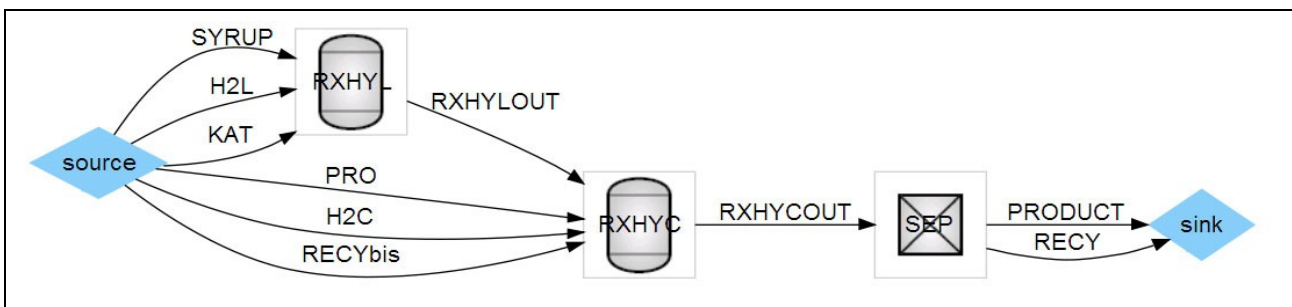 SYRUP
H2L
KAT
RXHYL
RXHYLOUT
source
PRO
H2C
RECYbis
RXHYC
RXHYCOUT
SEP
PRODUCT
RECY
sink